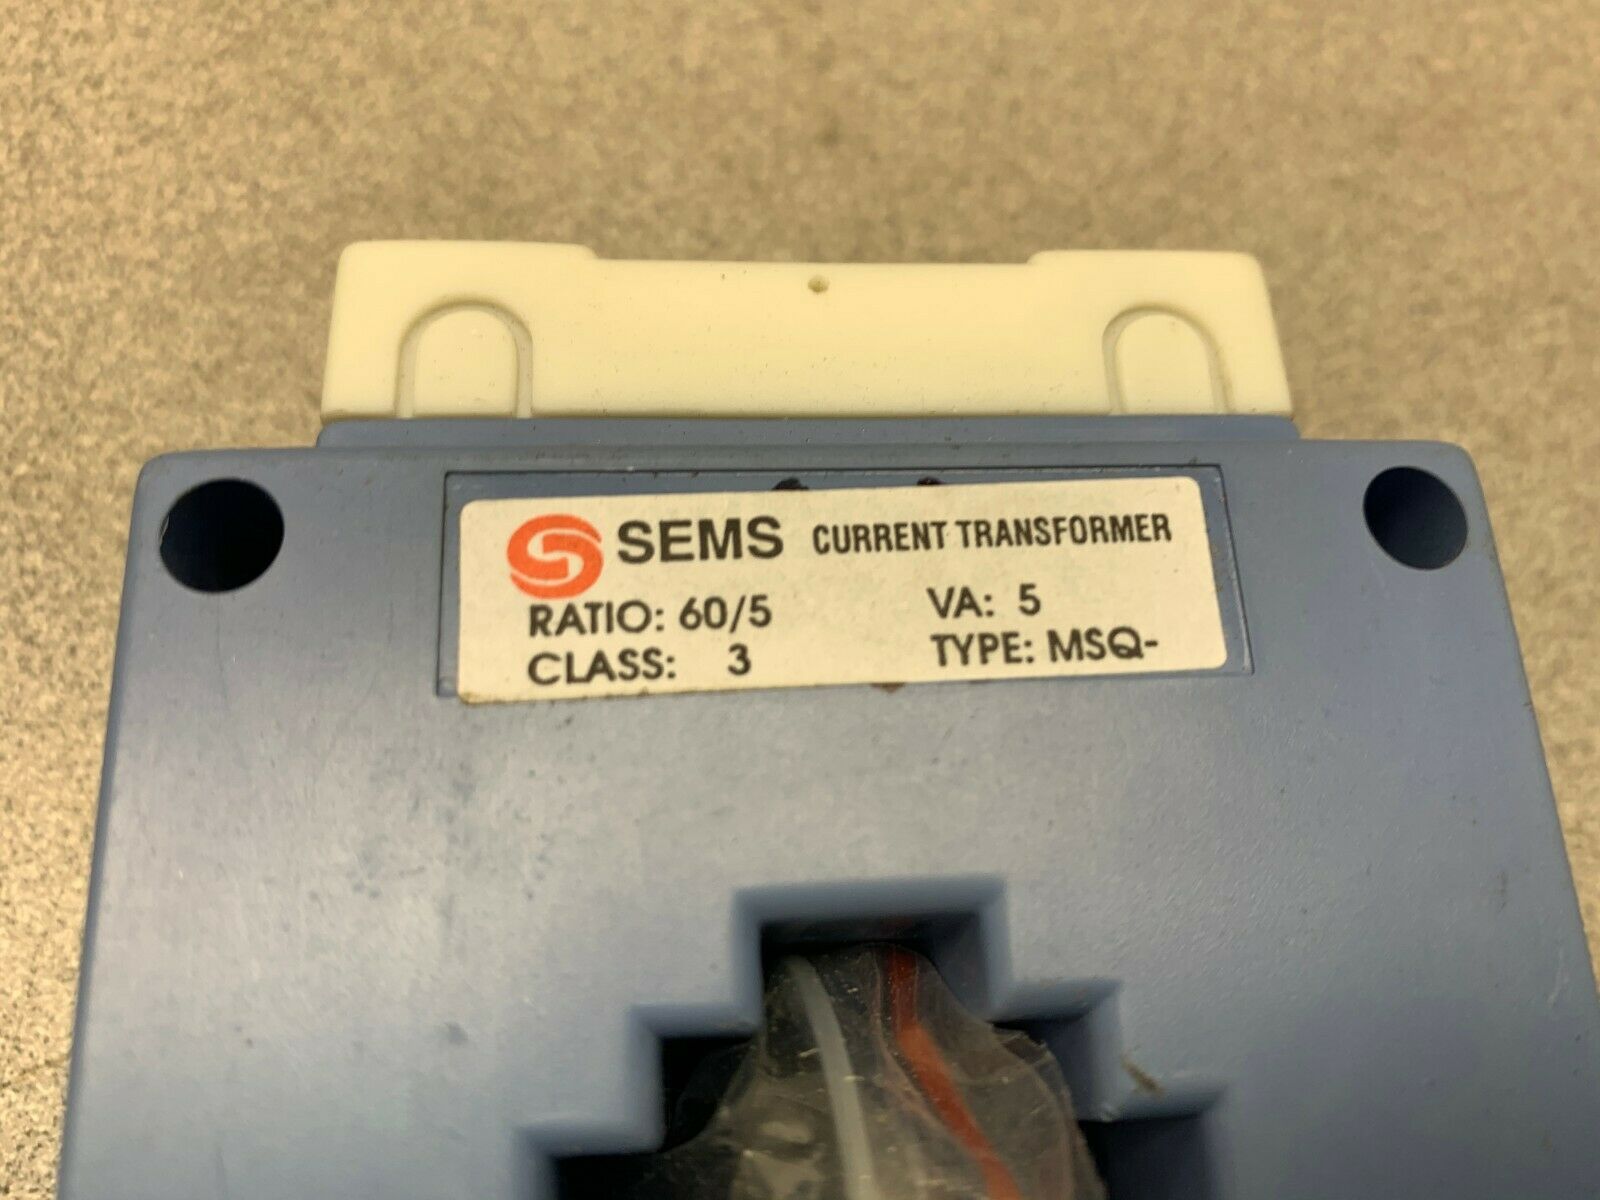 SEMS CURRENT TRANSFORMER
RATIO: 60/5 VA: 5
CLASS: 3 TYPE: MSQ-